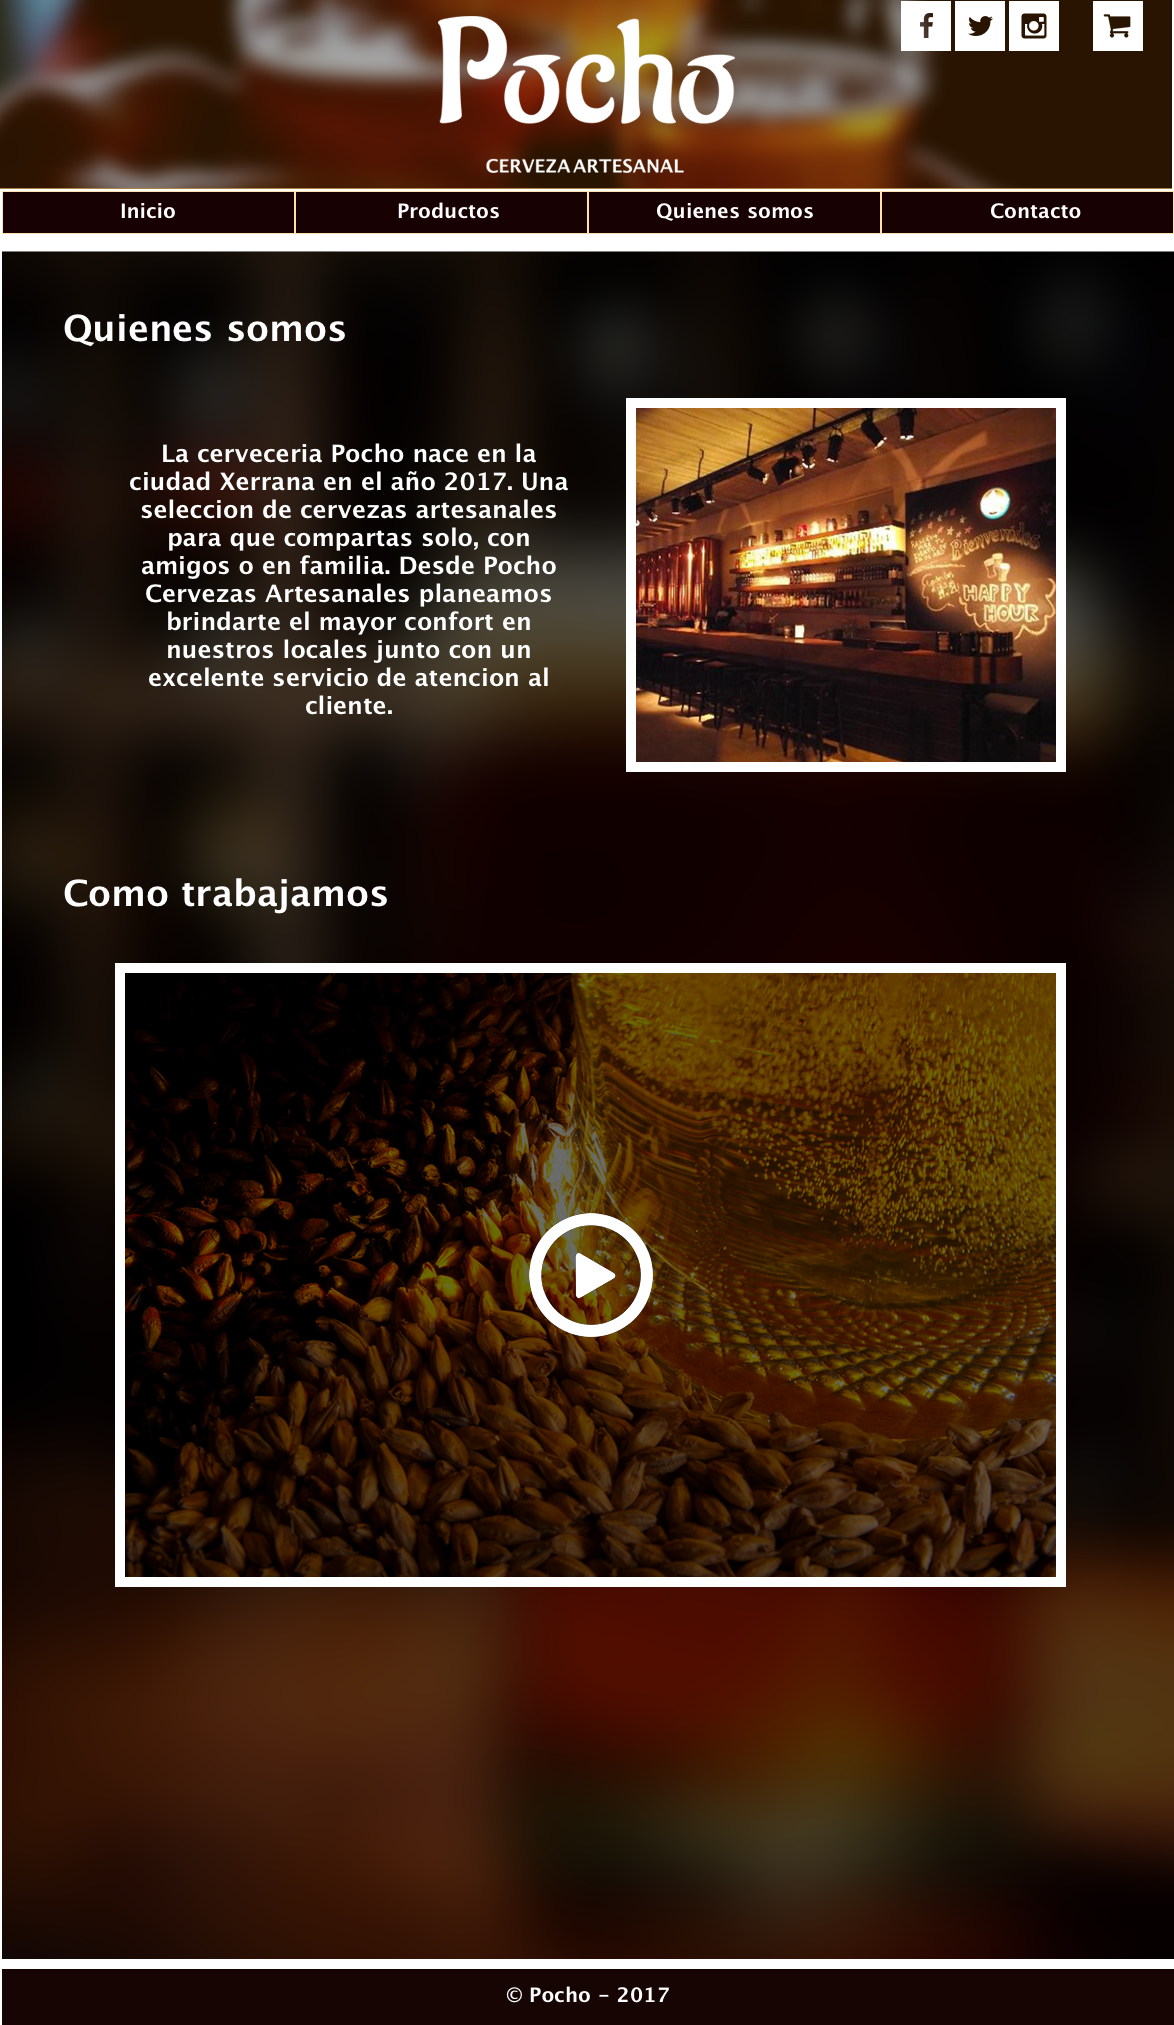 Pocho
CERVEZA ARTESANAL
Inicio
Productos
Quienes somos
Contacto
Quienes somos
La cerveceria Pocho nace en la
ciudad Xerrana en el año 2017. Una
seleccion de cervezas artesanales
para que compartas solo, con
amigos o en familia. Desde Pocho
Cervezas Artesanales planeamos
brindarte el mayor confort en
nuestros locales junto con un
excelente servicio de atencion al
cliente.
Bienvenidos
HAPPY
HOUR
Como trabajamos
© Pocho - 2017